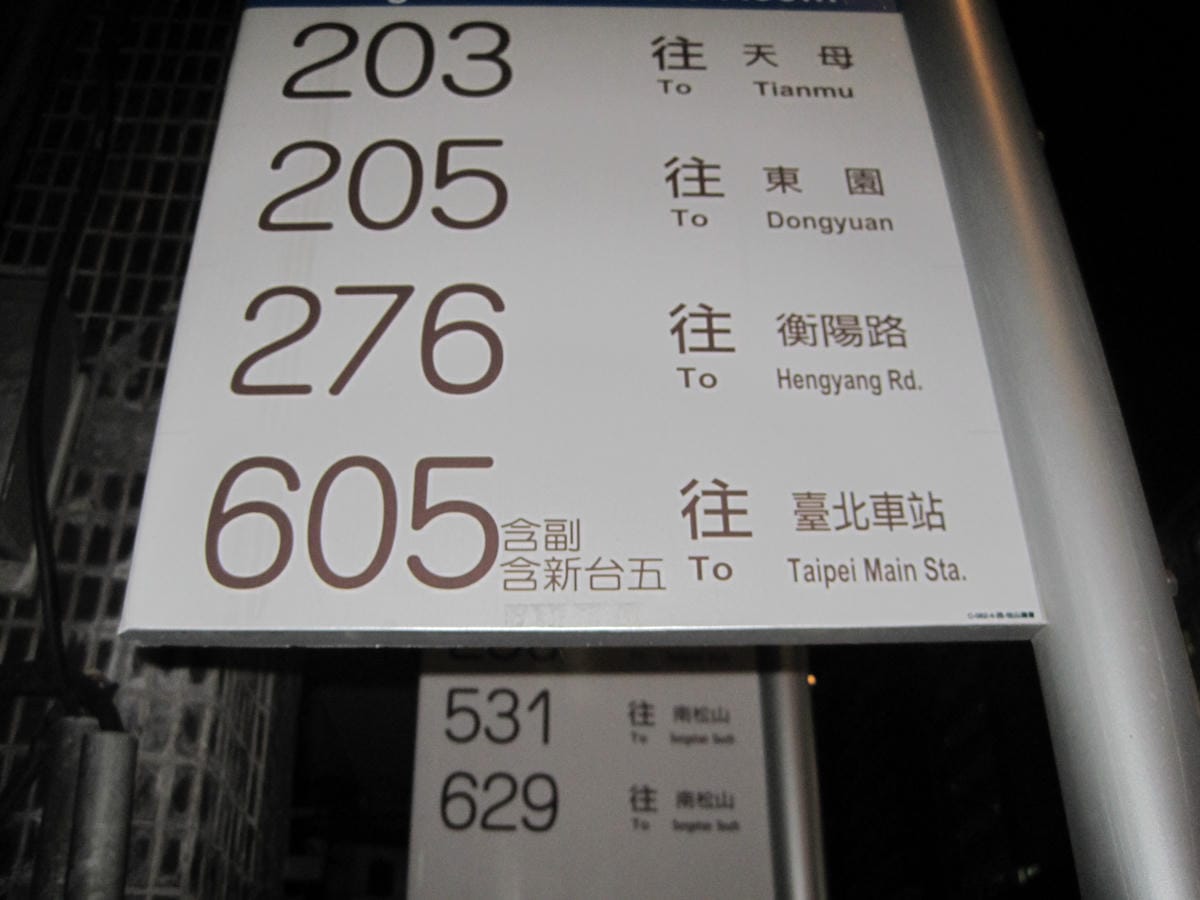 203 往 天母
To Tianmu
205 往 東園
To Dongyuan
276 往 衡陽路
To Hengyang Rd.
605 含副 往 臺北車站
含新台五 To Taipei Main Sta.
531 往 南松山
To
629 往 南松山
To